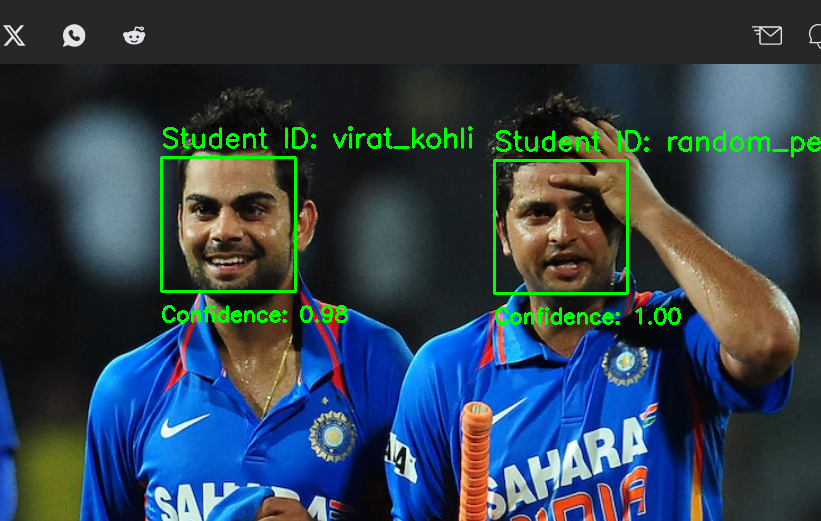 Student ID: virat_kohli
Student ID: random_pe
Confidence: 0.98
Confidence: 1.00
SAHARA
SAHARA
INDIA